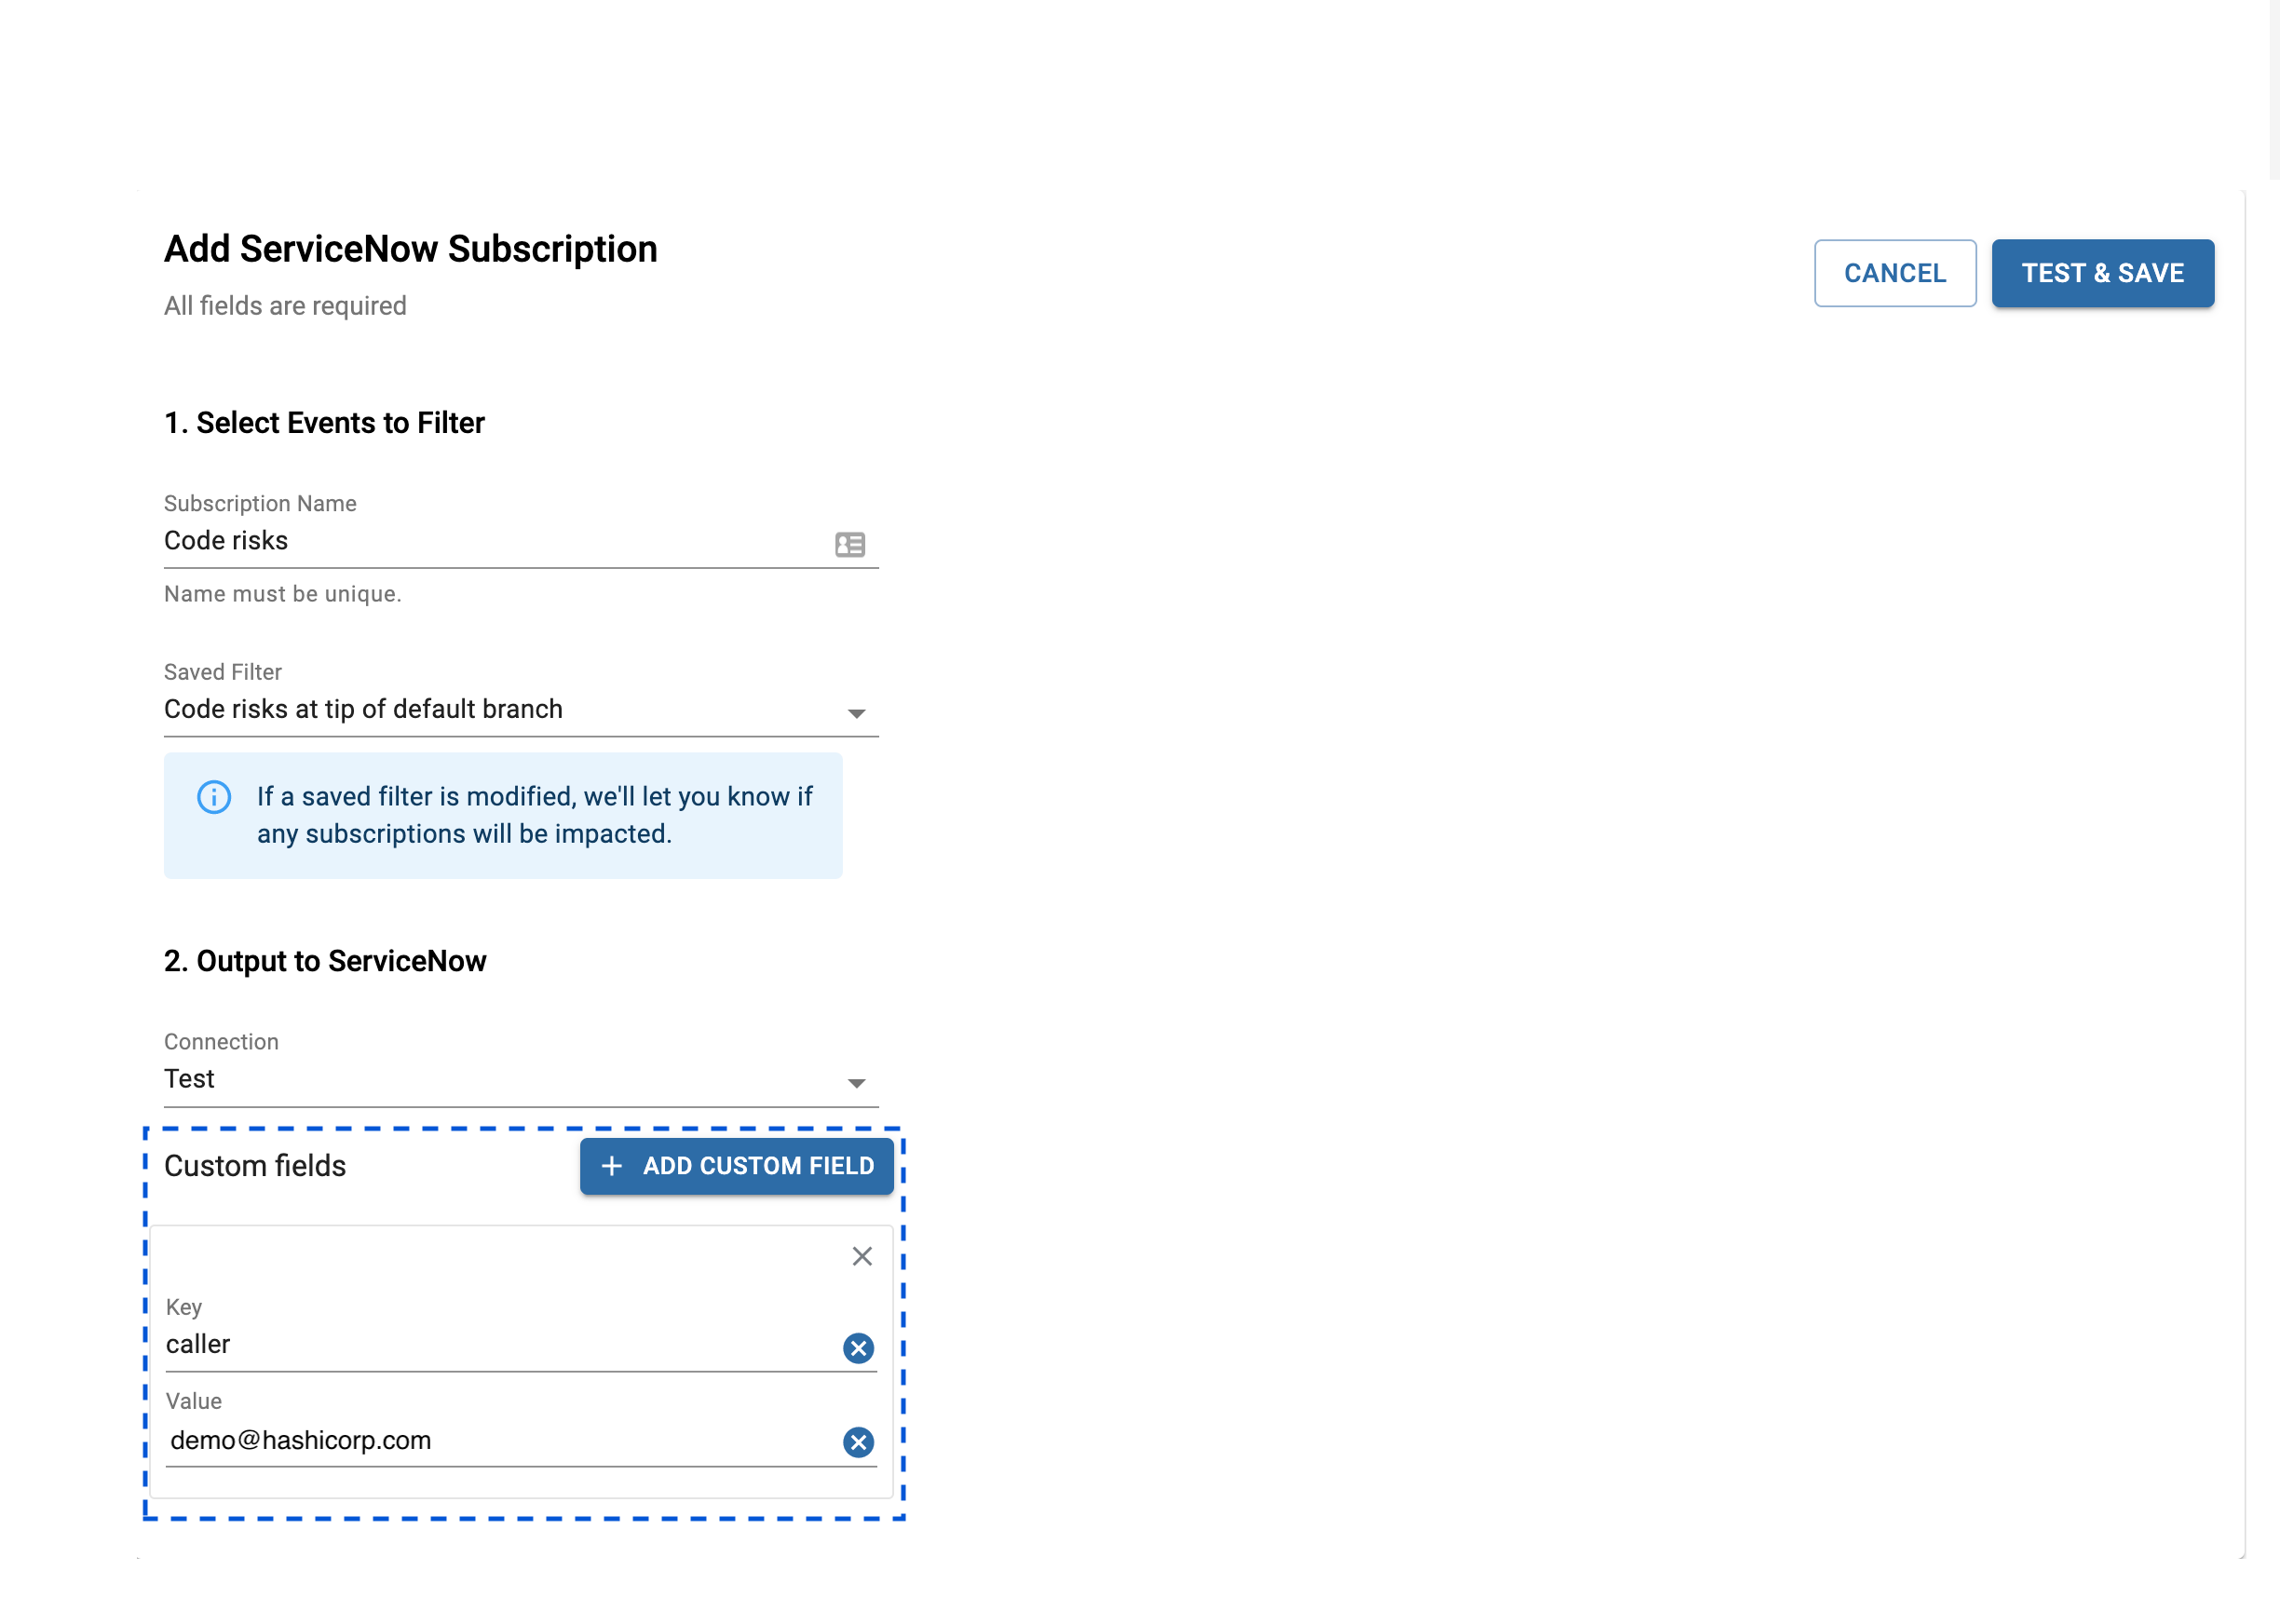 Add ServiceNow Subscription
All fields are required
CANCEL
TEST & SAVE
1. Select Events to Filter
Subscription Name
Code risks
Name must be unique.
Saved Filter
Code risks at tip of default branch
If a saved filter is modified, we'll let you know if
any subscriptions will be impacted.
2. Output to ServiceNow
Connection
Test
Custom fields
+ ADD CUSTOM FIELD
Key
caller
Value
demo@hashicorp.com